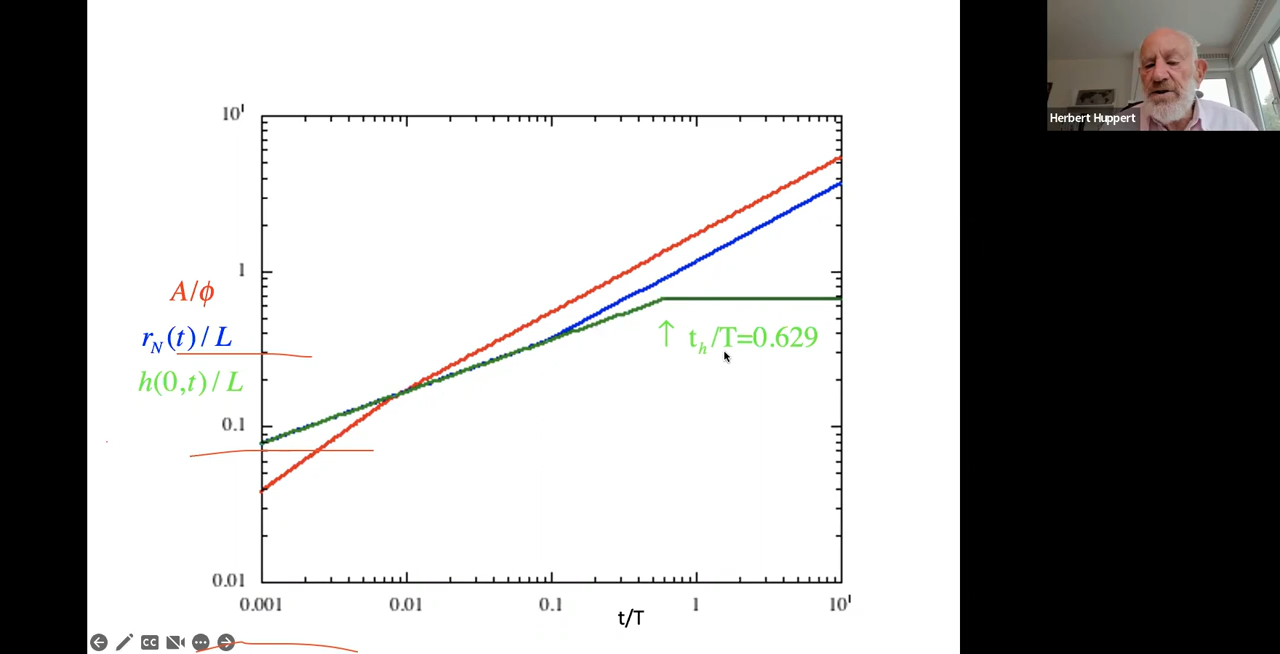 Herbert Huppert
10¹
1
0.1
0.01
A/ϕ
r_N(t)/L
h(0,t)/L
↑ t_h/T=0.629
0.001 0.01 0.1 1 10¹
t/T
CC